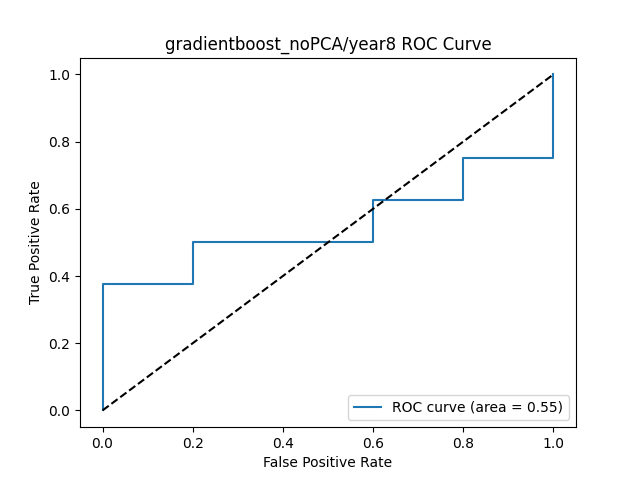 gradientboost_noPCA/year8 ROC Curve
1.0
0.8
0.6
0.4
0.2
0.0
True Positive Rate
ROC curve (area = 0.55)
0.0 0.2 0.4 0.6 0.8 1.0
False Positive Rate